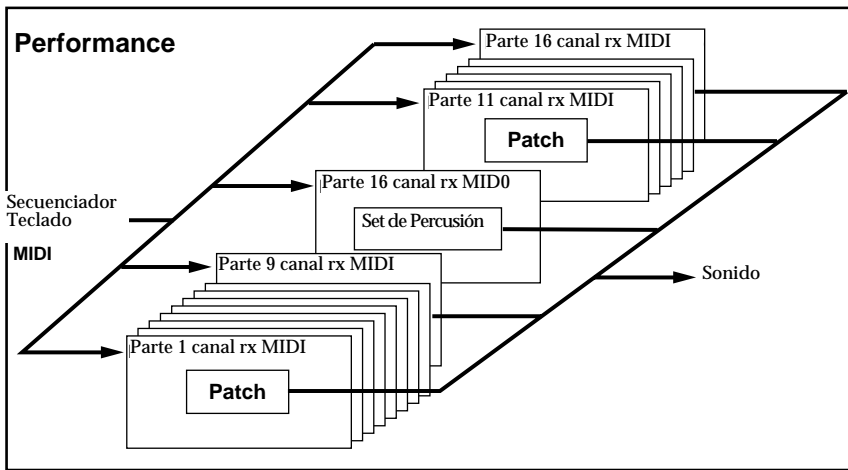 Performance
Parte 16 canal rx MIDI
Parte 11 canal rx MIDI
Patch
Parte 16 canal rx MID0
Set de Percusión
Secuenciador
Teclado
MIDI
Parte 9 canal rx MIDI
Sonido
Parte 1 canal rx MIDI
Patch